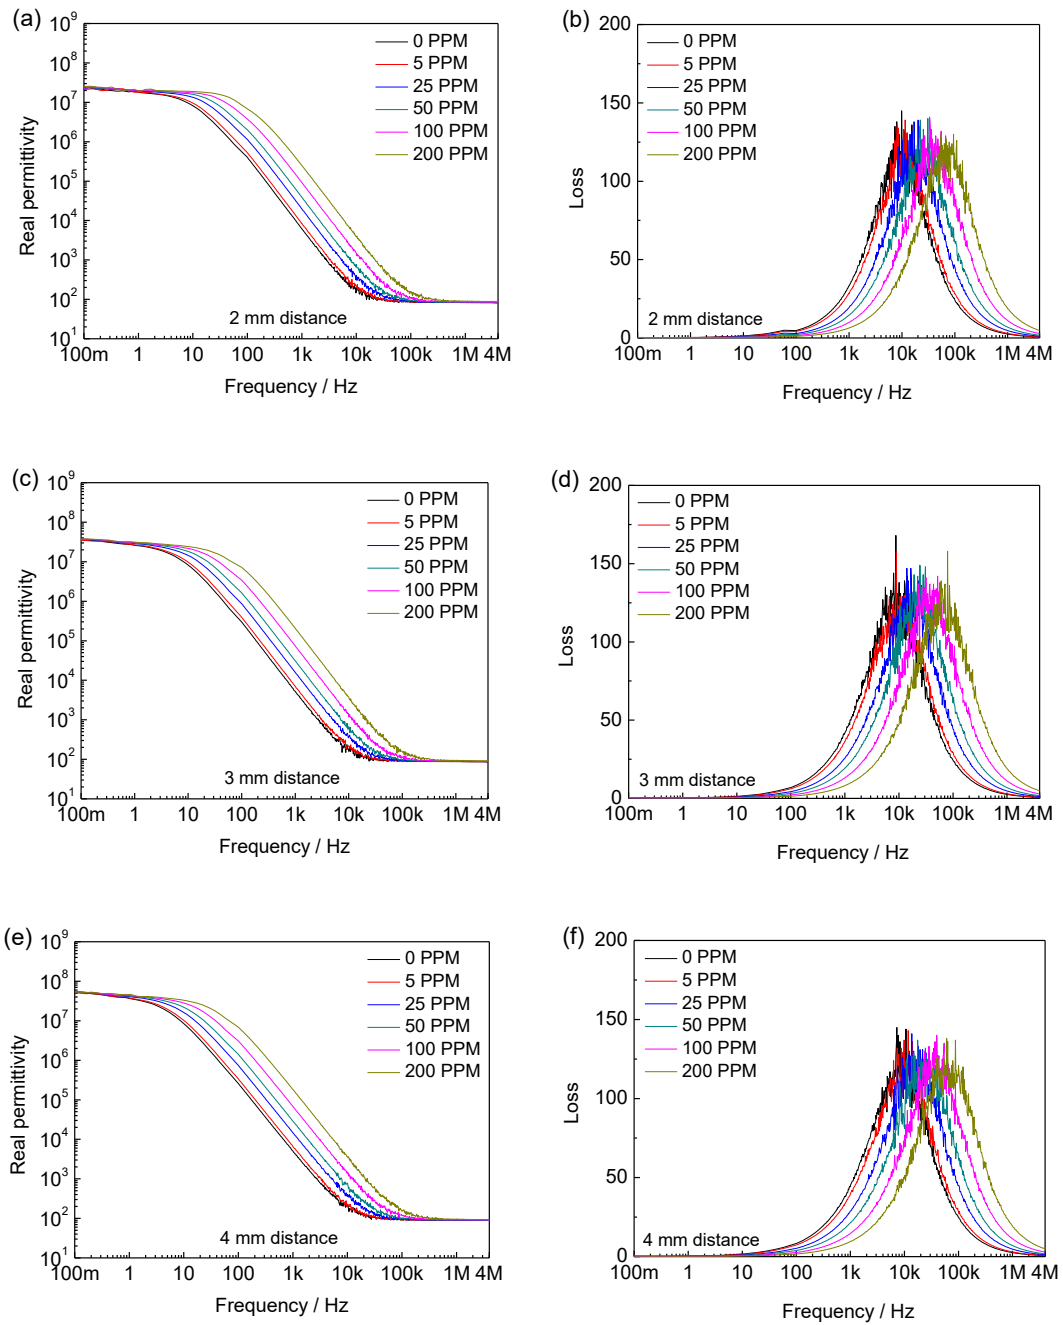 (a)
10^9
10^8
10^7
10^6
10^5
10^4
10^3
10^2
10^1
Real permittivity
0 PPM
5 PPM
25 PPM
50 PPM
100 PPM
200 PPM
2 mm distance
100m 1 10 100 1k 10k 100k 1M 4M
Frequency / Hz
(b)
200
150
100
50
0
Loss
0 PPM
5 PPM
25 PPM
50 PPM
100 PPM
200 PPM
2 mm distance
100m 1 10 100 1k 10k 100k 1M 4M
Frequency / Hz
(c)
10^9
10^8
10^7
10^6
10^5
10^4
10^3
10^2
10^1
Real permittivity
0 PPM
5 PPM
25 PPM
50 PPM
100 PPM
200 PPM
3 mm distance
100m 1 10 100 1k 10k 100k 1M 4M
Frequency / Hz
(d)
200
150
100
50
0
Loss
0 PPM
5 PPM
25 PPM
50 PPM
100 PPM
200 PPM
3 mm distance
100m 1 10 100 1k 10k 100k 1M 4M
Frequency / Hz
(e)
10^9
10^8
10^7
10^6
10^5
10^4
10^3
10^2
10^1
Real permittivity
0 PPM
5 PPM
25 PPM
50 PPM
100 PPM
200 PPM
4 mm distance
100m 1 10 100 1k 10k 100k 1M 4M
Frequency / Hz
(f)
200
150
100
50
0
Loss
0 PPM
5 PPM
25 PPM
50 PPM
100 PPM
200 PPM
4 mm distance
100m 1 10 100 1k 10k 100k 1M 4M
Frequency / Hz